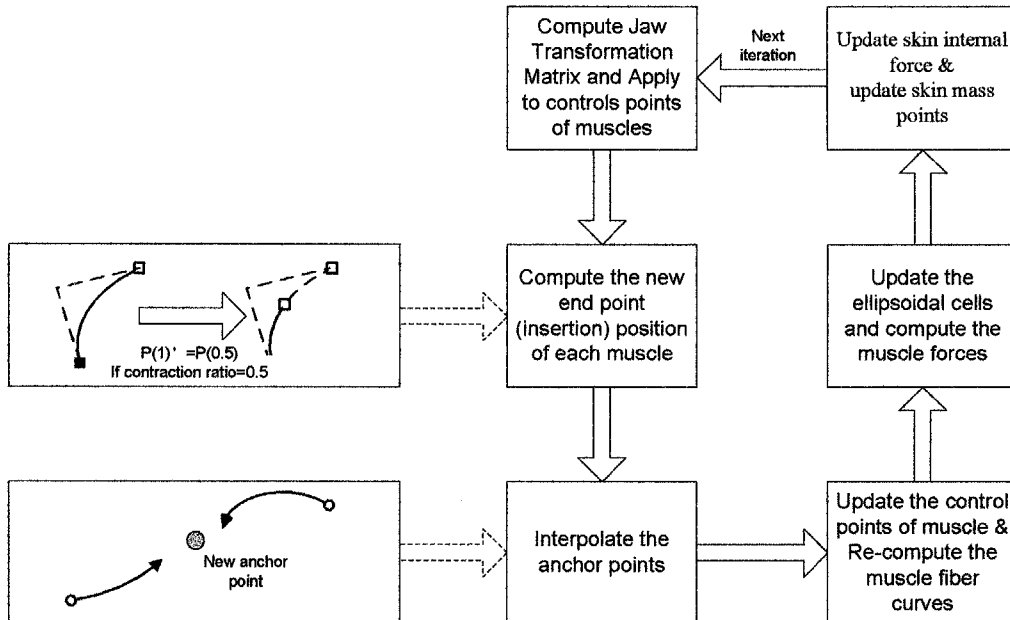 Compute Jaw
Transformation
Matrix and Apply
to controls points
of muscles
Next
iteration
Update skin internal
force &
update skin mass
points
P(1)' =P(0.5)
If contraction ratio=0.5
Compute the new
end point
(insertion) position
of each muscle
Update the
ellipsoidal cells
and compute the
muscle forces
New anchor
point
Interpolate the
anchor points
Update the control
points of muscle &
Re-compute the
muscle fiber
curves